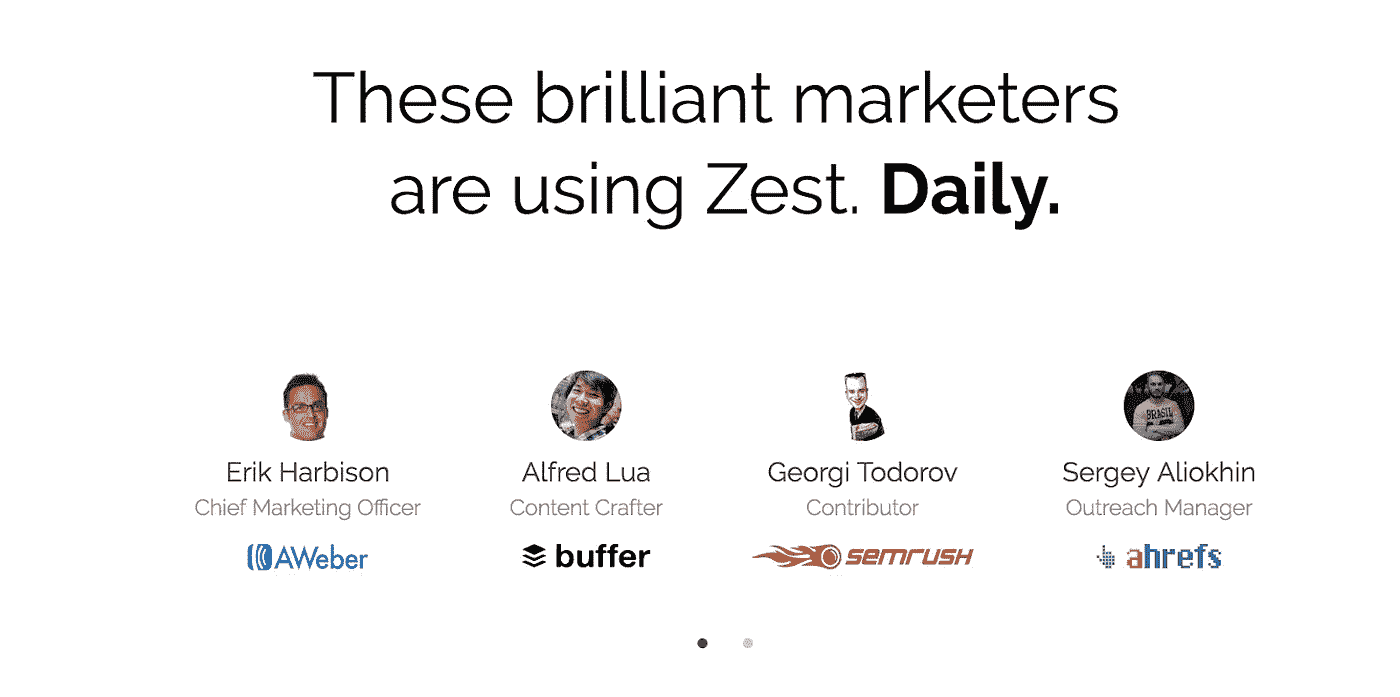 These brilliant marketers
are using Zest. Daily.
BRASIL
Erik Harbison
Alfred Lua
Georgi Todorov
Sergey Aliokhin
Chief Marketing Officer
Content Crafter
Contributor
Outreach Manager
AWeber
buffer
semrush
ahrefs